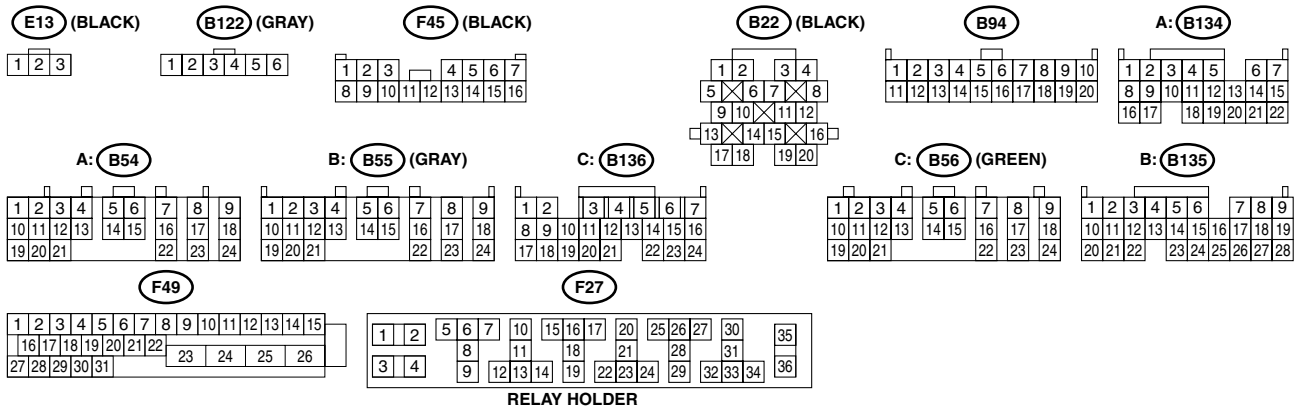 E13 (BLACK) B122 (GRAY) F45 (BLACK) B22 (BLACK) B94 A: B134
1 2 3
1 2 3 4 5 6
1 2 3 4 5 6 7
8 9 10 11 12 13 14 15 16
1 2 3 4
5 6 7 8
9 10 11 12
13 14 15 16
17 18 19 20
1 2 3 4 5 6 7 8 9 10
11 12 13 14 15 16 17 18 19 20
1 2 3 4 5 6 7
8 9 10 11 12 13 14 15
16 17 18 19 20 21 22
A: B54 B: B55 (GRAY) C: B136 C: B56 (GREEN) B: B135
1 2 3 4 5 6 7 8 9
10 11 12 13 14 15 16 17 18
19 20 21 22 23 24
1 2 3 4 5 6 7 8 9
10 11 12 13 14 15 16 17 18
19 20 21 22 23 24
1 2 3 4 5 6 7
8 9 10 11 12 13 14 15 16
17 18 19 20 21 22 23 24
1 2 3 4 5 6 7 8 9
10 11 12 13 14 15 16 17 18
19 20 21 22 23 24
1 2 3 4 5 6 7 8 9
10 11 12 13 14 15 16 17 18 19
20 21 22 23 24 25 26 27 28
F49 F27
1 2 3 4 5 6 7 8 9 10 11 12 13 14 15
16 17 18 19 20 21 22 23 24 25 26
27 28 29 30 31
1 2 5 6 7 10 15 16 17 20 25 26 27 30 35
8 11 18 21 28 31
3 4 9 12 13 14 19 22 23 24 29 32 33 34 36
RELAY HOLDER